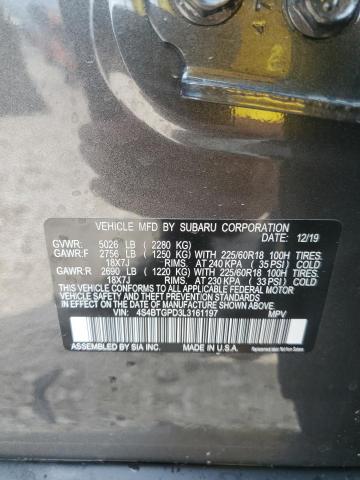 VEHICLE MFD BY SUBARU CORPORATION
DATE: 12/19
GVWR: 5026 LB ( 2280 KG)
GAWR:F 2756 LB ( 1250 KG) WITH 225/60R18 100H TIRES.
18X7J RIMS. AT 240 KPA ( 35 PSI) COLD.
GAWR:R 2690 LB ( 1220 KG) WITH 225/60R18 100H TIRES.
18X7J RIMS. AT 230 KPA ( 33 PSI) COLD.
THIS VEHICLE CONFORMS TO ALL APPLICABLE FEDERAL MOTOR
VEHICLE SAFETY, BUMPER, AND THEFT PREVENTION STANDARDS
IN EFFECT ON THE DATE OF MANUFACTURE SHOWN ABOVE.
VIN: 4S4BTGPD3L3161197 MPV
ASSEMBLED BY SIA INC. MADE IN U.S.A.